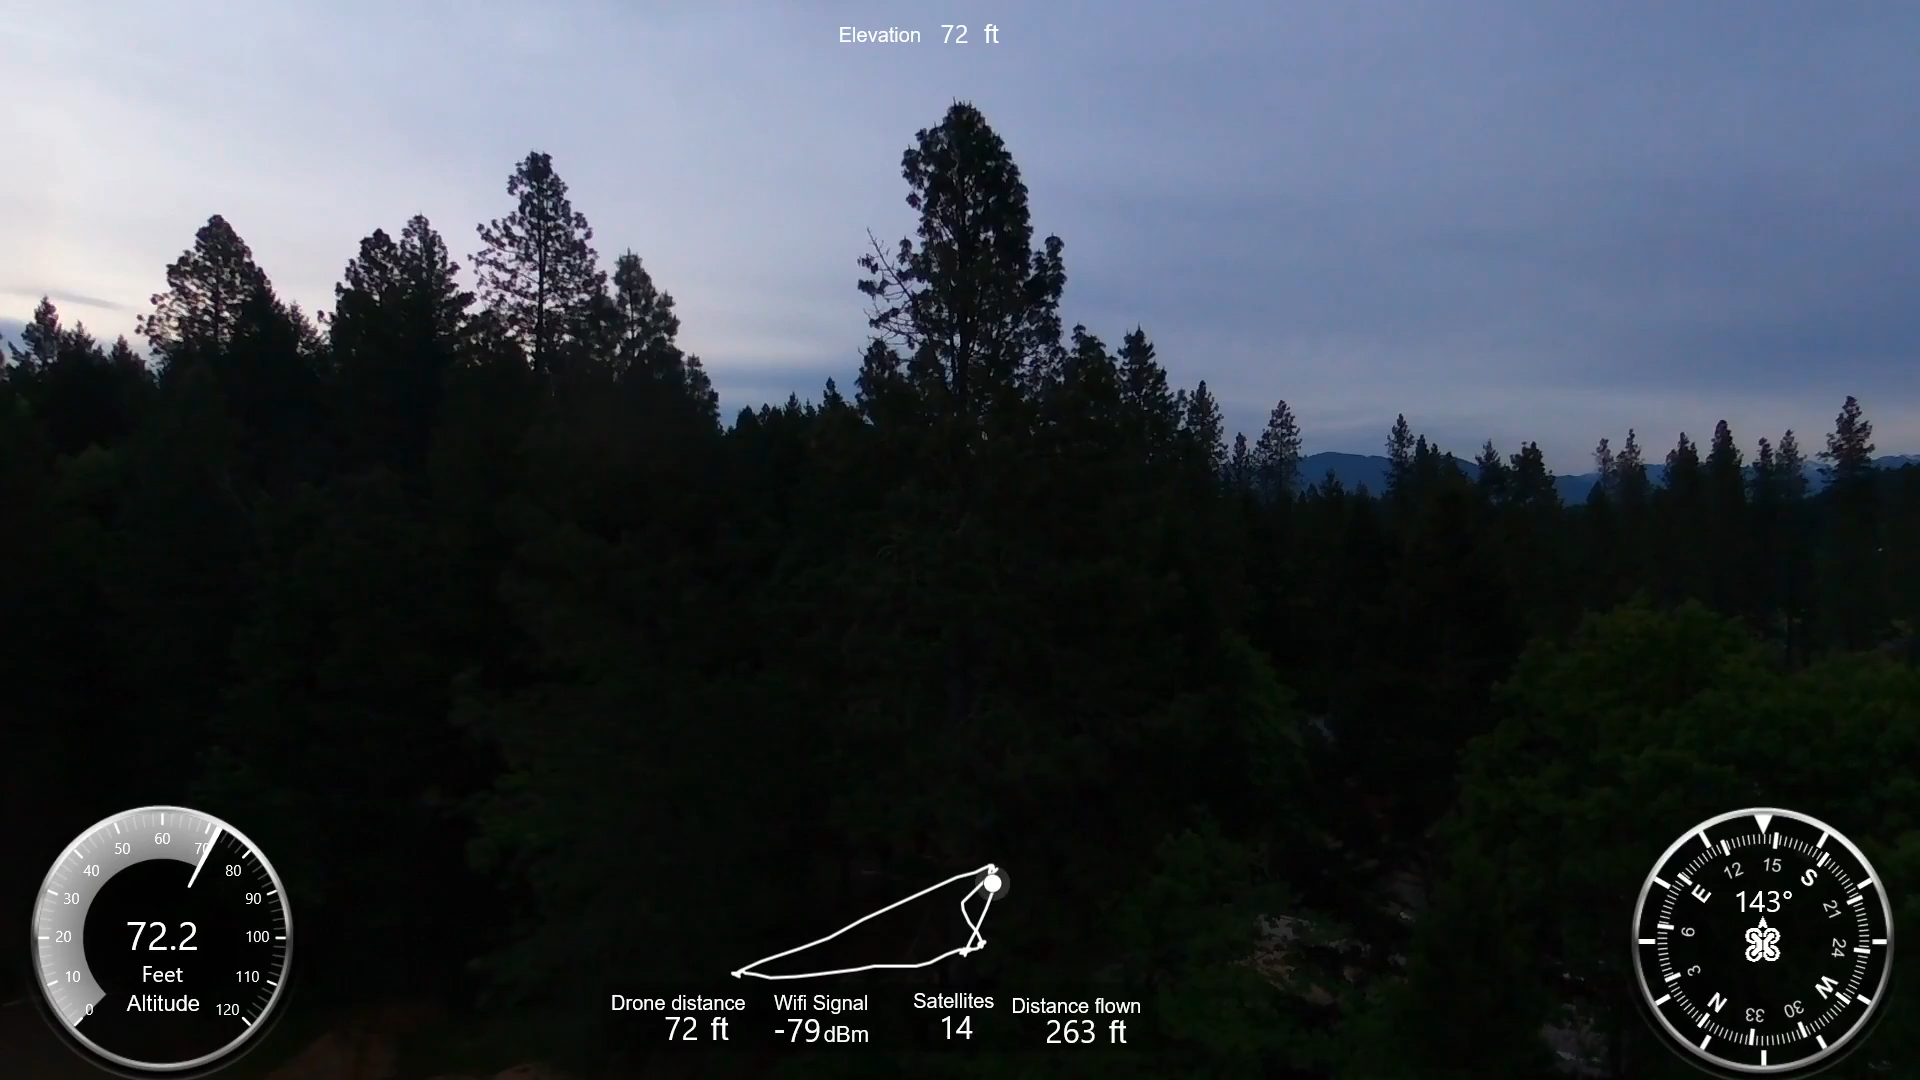 Elevation 72 ft
60
50
70
40
80
30
90
20
100
10
110
0
120
72.2
Feet
Altitude
Drone distance
72 ft
Wifi Signal
-79 dBm
Satellites
14
Distance flown
263 ft
12
15
E
S
143°
21
6
24
3
W
N
30
33